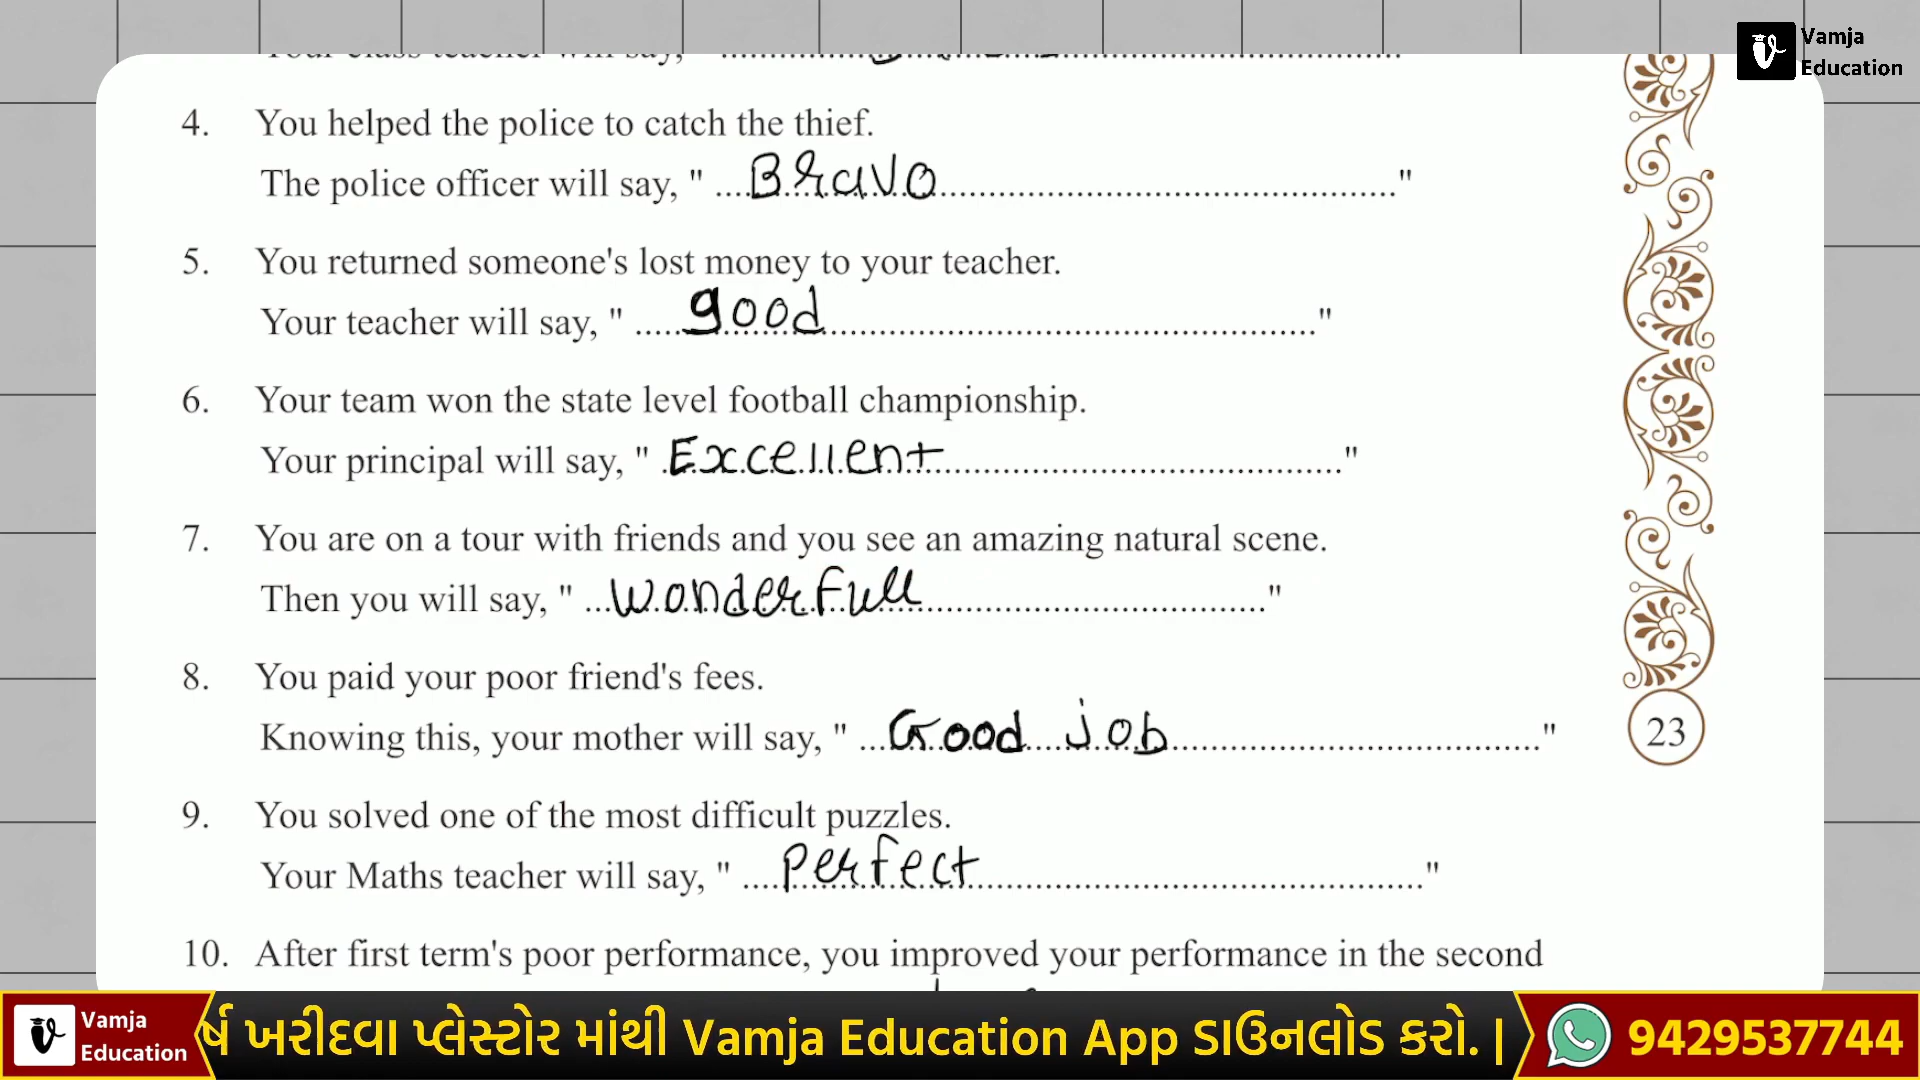 Vamja
Education
Your class teacher will say,
4. You helped the police to catch the thief.
The police officer will say, " ....Bravo...................................."
5. You returned someone's lost money to your teacher.
Your teacher will say, " .....good...................................."
6. Your team won the state level football championship.
Your principal will say, " .Excellent...................................."
7. You are on a tour with friends and you see an amazing natural scene.
Then you will say, " ...wonderfull...................................."
8. You paid your poor friend's fees.
Knowing this, your mother will say, " ...Good job...................................."
23
9. You solved one of the most difficult puzzles.
Your Maths teacher will say, " ....perfect...................................."
10. After first term's poor performance, you improved your performance in the second
Vamja
Education
ર્ષ ખરીદવા પ્લેસ્ટોર માંથી Vamja Education App ડાઉનલોડ કરો. |
9429537744